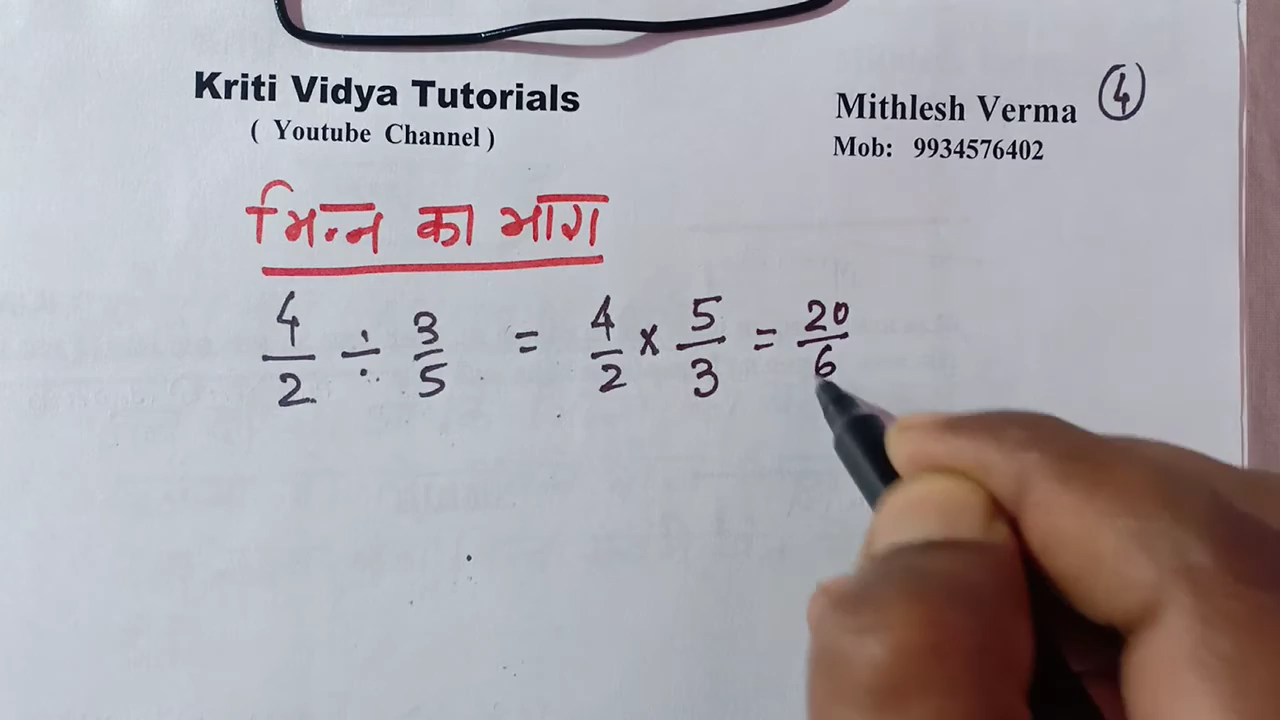 Kriti Vidya Tutorials
( Youtube Channel )
Mithlesh Verma 4
Mob: 9934576402
भिन्न का भाग
4/2 ÷ 3/5 = 4/2 × 5/3 = 20/6